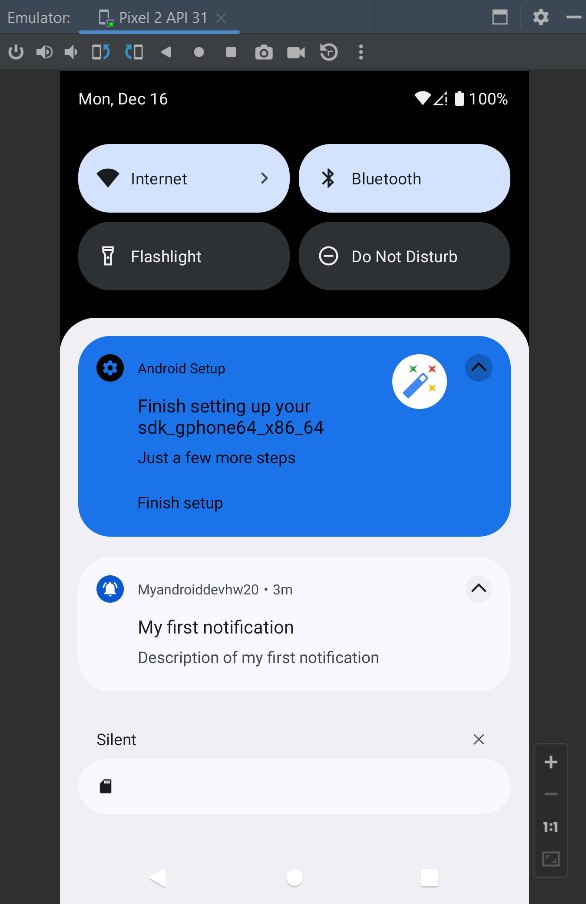 Emulator: Pixel 2 API 31
Mon, Dec 16 100%
Internet Bluetooth
Flashlight Do Not Disturb
Android Setup
Finish setting up your
sdk_gphone64_x86_64
Just a few more steps
Finish setup
Myandroiddevhw20 • 3m
My first notification
Description of my first notification
Silent
1:1